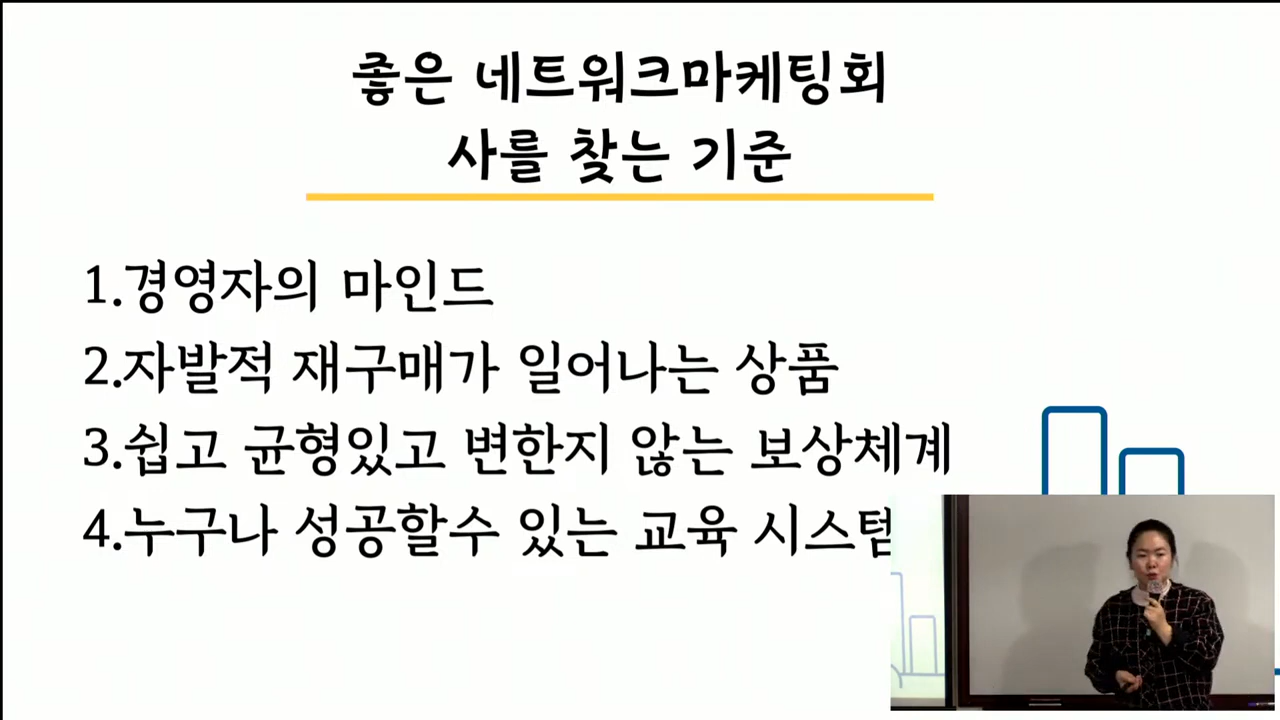 좋은 네트워크마케팅회
사를 찾는 기준
1.경영자의 마인드
2.자발적 재구매가 일어나는 상품
3.쉽고 균형있고 변한지 않는 보상체계
4.누구나 성공할수 있는 교육 시스템